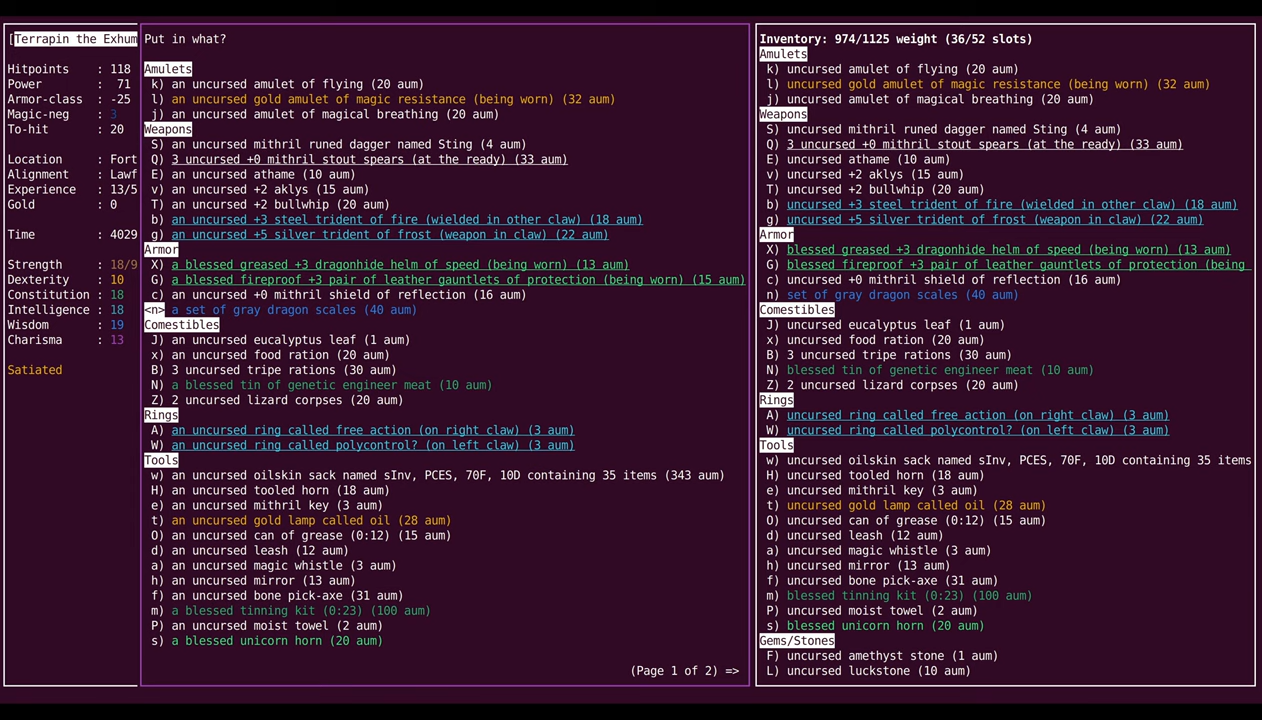 [Terrapin the Exhum
Hitpoints : 118
Power : 71
Armor-class : -25
Magic-neg : 3
To-hit : 20
Location : Fort
Alignment : Lawf
Experience : 13/5
Gold : 0
Time : 4029
Strength : 18/9
Dexterity : 10
Constitution : 18
Intelligence : 18
Wisdom : 19
Charisma : 13
Satiated
Put in what?
Amulets
k) an uncursed amulet of flying (20 aum)
l) an uncursed gold amulet of magic resistance (being worn) (32 aum)
j) an uncursed amulet of magical breathing (20 aum)
Weapons
S) an uncursed mithril runed dagger named Sting (4 aum)
Q) 3 uncursed +0 mithril stout spears (at the ready) (33 aum)
E) an uncursed athame (10 aum)
v) an uncursed +2 aklys (15 aum)
T) an uncursed +2 bullwhip (20 aum)
b) an uncursed +3 steel trident of fire (wielded in other claw) (18 aum)
g) an uncursed +5 silver trident of frost (weapon in claw) (22 aum)
Armor
X) a blessed greased +3 dragonhide helm of speed (being worn) (13 aum)
G) a blessed fireproof +3 pair of leather gauntlets of protection (being worn) (15 aum)
c) an uncursed +0 mithril shield of reflection (16 aum)
<n> a set of gray dragon scales (40 aum)
Comestibles
J) an uncursed eucalyptus leaf (1 aum)
x) an uncursed food ration (20 aum)
B) 3 uncursed tripe rations (30 aum)
N) a blessed tin of genetic engineer meat (10 aum)
Z) 2 uncursed lizard corpses (20 aum)
Rings
A) an uncursed ring called free action (on right claw) (3 aum)
W) an uncursed ring called polycontrol? (on left claw) (3 aum)
Tools
w) an uncursed oilskin sack named sInv, PCES, 70F, 10D containing 35 items (343 aum)
H) an uncursed tooled horn (18 aum)
e) an uncursed mithril key (3 aum)
t) an uncursed gold lamp called oil (28 aum)
O) an uncursed can of grease (0:12) (15 aum)
d) an uncursed leash (12 aum)
a) an uncursed magic whistle (3 aum)
h) an uncursed mirror (13 aum)
f) an uncursed bone pick-axe (31 aum)
m) a blessed tinning kit (0:23) (100 aum)
P) an uncursed moist towel (2 aum)
s) a blessed unicorn horn (20 aum)
(Page 1 of 2) =>
Inventory: 974/1125 weight (36/52 slots)
Amulets
k) uncursed amulet of flying (20 aum)
l) uncursed gold amulet of magic resistance (being worn) (32 aum)
j) uncursed amulet of magical breathing (20 aum)
Weapons
S) uncursed mithril runed dagger named Sting (4 aum)
Q) 3 uncursed +0 mithril stout spears (at the ready) (33 aum)
E) uncursed athame (10 aum)
v) uncursed +2 aklys (15 aum)
T) uncursed +2 bullwhip (20 aum)
b) uncursed +3 steel trident of fire (wielded in other claw) (18 aum)
g) uncursed +5 silver trident of frost (weapon in claw) (22 aum)
Armor
X) blessed greased +3 dragonhide helm of speed (being worn) (13 aum)
G) blessed fireproof +3 pair of leather gauntlets of protection (being
c) uncursed +0 mithril shield of reflection (16 aum)
n) set of gray dragon scales (40 aum)
Comestibles
J) uncursed eucalyptus leaf (1 aum)
x) uncursed food ration (20 aum)
B) 3 uncursed tripe rations (30 aum)
N) blessed tin of genetic engineer meat (10 aum)
Z) 2 uncursed lizard corpses (20 aum)
Rings
A) uncursed ring called free action (on right claw) (3 aum)
W) uncursed ring called polycontrol? (on left claw) (3 aum)
Tools
w) uncursed oilskin sack named sInv, PCES, 70F, 10D containing 35 items
H) uncursed tooled horn (18 aum)
e) uncursed mithril key (3 aum)
t) uncursed gold lamp called oil (28 aum)
O) uncursed can of grease (0:12) (15 aum)
d) uncursed leash (12 aum)
a) uncursed magic whistle (3 aum)
h) uncursed mirror (13 aum)
f) uncursed bone pick-axe (31 aum)
m) blessed tinning kit (0:23) (100 aum)
P) uncursed moist towel (2 aum)
s) blessed unicorn horn (20 aum)
Gems/Stones
F) uncursed amethyst stone (1 aum)
L) uncursed luckstone (10 aum)